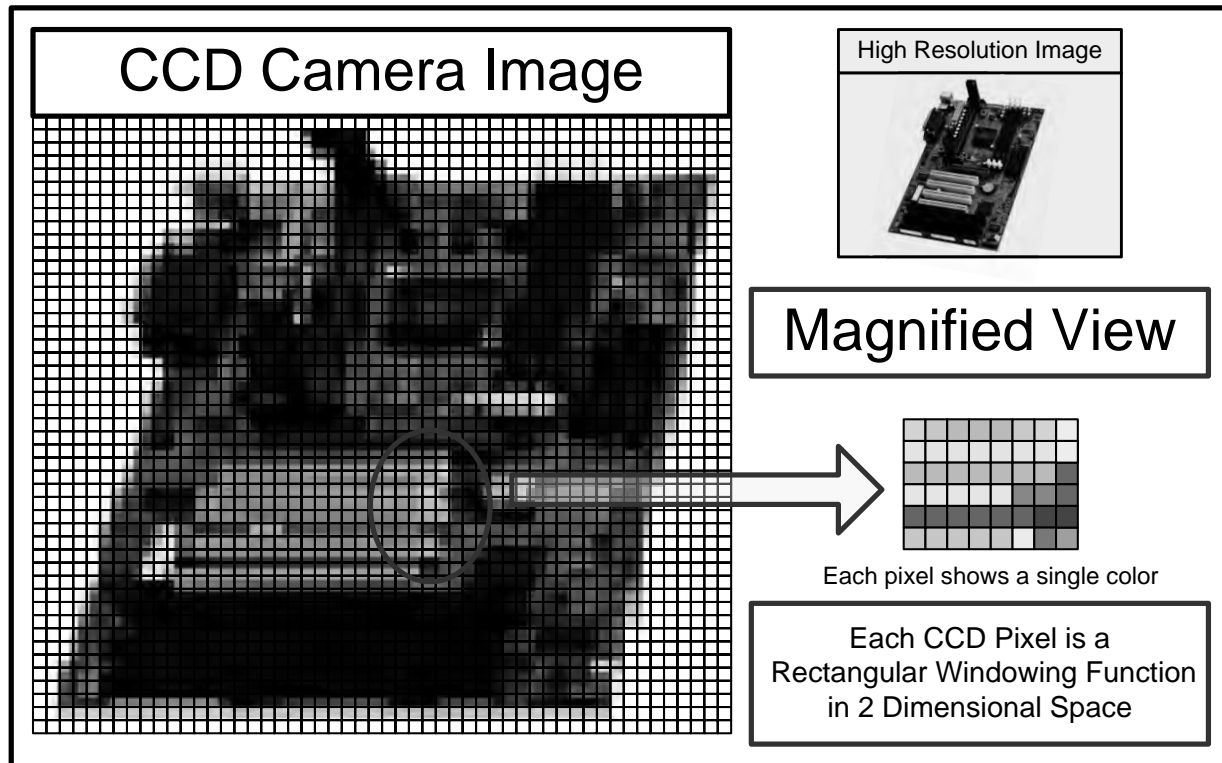 CCD Camera Image
High Resolution Image
Magnified View
Each pixel shows a single color
Each CCD Pixel is a
Rectangular Windowing Function
in 2 Dimensional Space